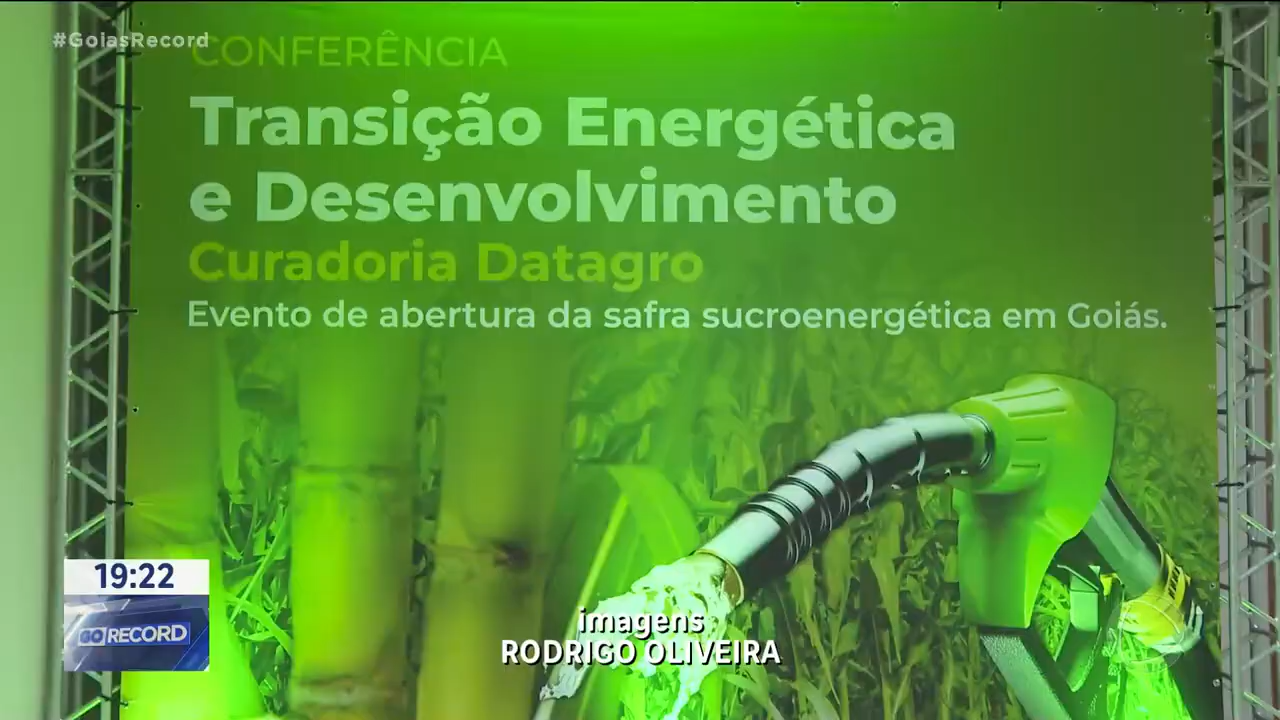 #GoiasRecord
CONFERÊNCIA
Transição Energética
e Desenvolvimento
Curadoria Datagro
Evento de abertura da safra sucroenergética em Goiás.
19:22
GO RECORD
imagens
RODRIGO OLIVEIRA